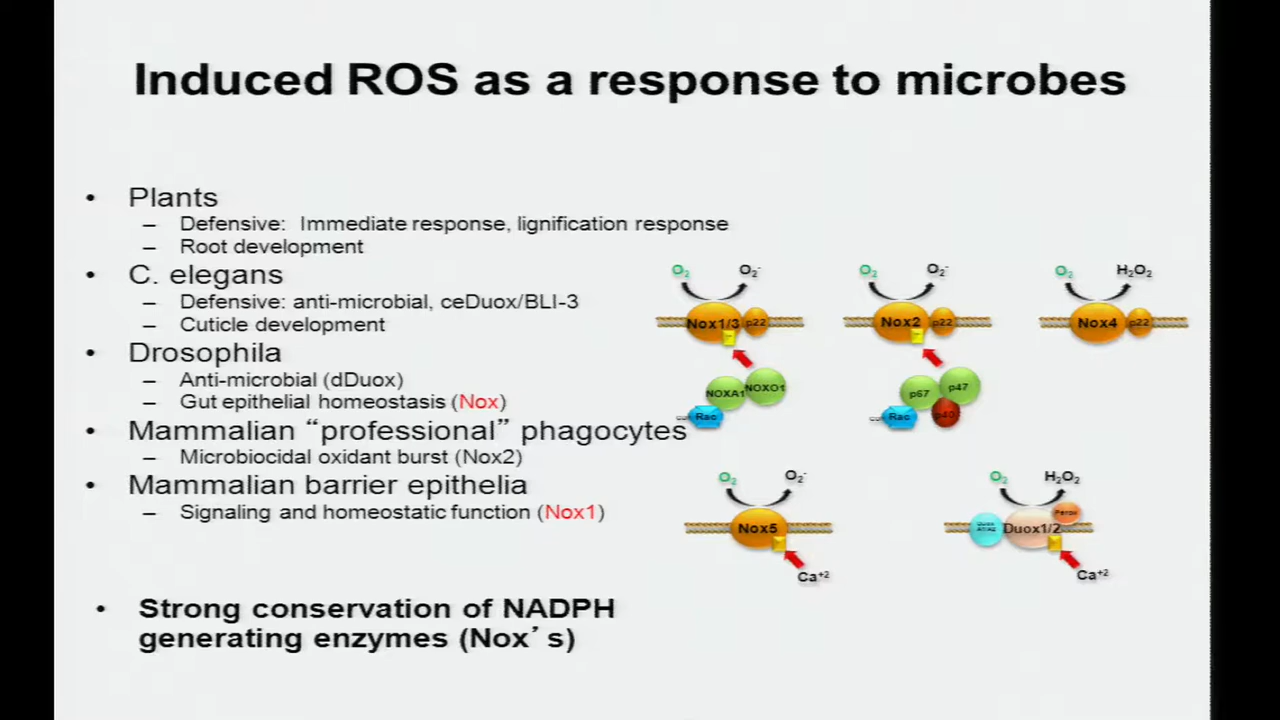 Induced ROS as a response to microbes
• Plants
– Defensive: Immediate response, lignification response
– Root development
• C. elegans
– Defensive: anti-microbial, ceDuox/BLI-3
– Cuticle development
• Drosophila
– Anti-microbial (dDuox)
– Gut epithelial homeostasis (Nox)
• Mammalian “professional” phagocytes
– Microbiocidal oxidant burst (Nox2)
• Mammalian barrier epithelia
– Signaling and homeostatic function (Nox1)
• Strong conservation of NADPH
generating enzymes (Nox’s)
O₂ O₂⁻
Nox1/3 p22
NOXA1 NOXO1
Rac
O₂ O₂⁻
Nox2 p22
p67 p47
Rac p40
O₂ H₂O₂
Nox4 p22
O₂ O₂⁻
Nox5
Ca⁺²
O₂ H₂O₂
Duox1/2 Perox
Ca⁺²